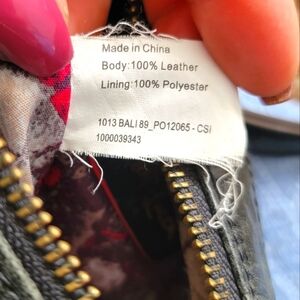 Made in China
Body:100% Leather
Lining:100% Polyester
1013 BALI 89_PO12065 - CSI
1000039343